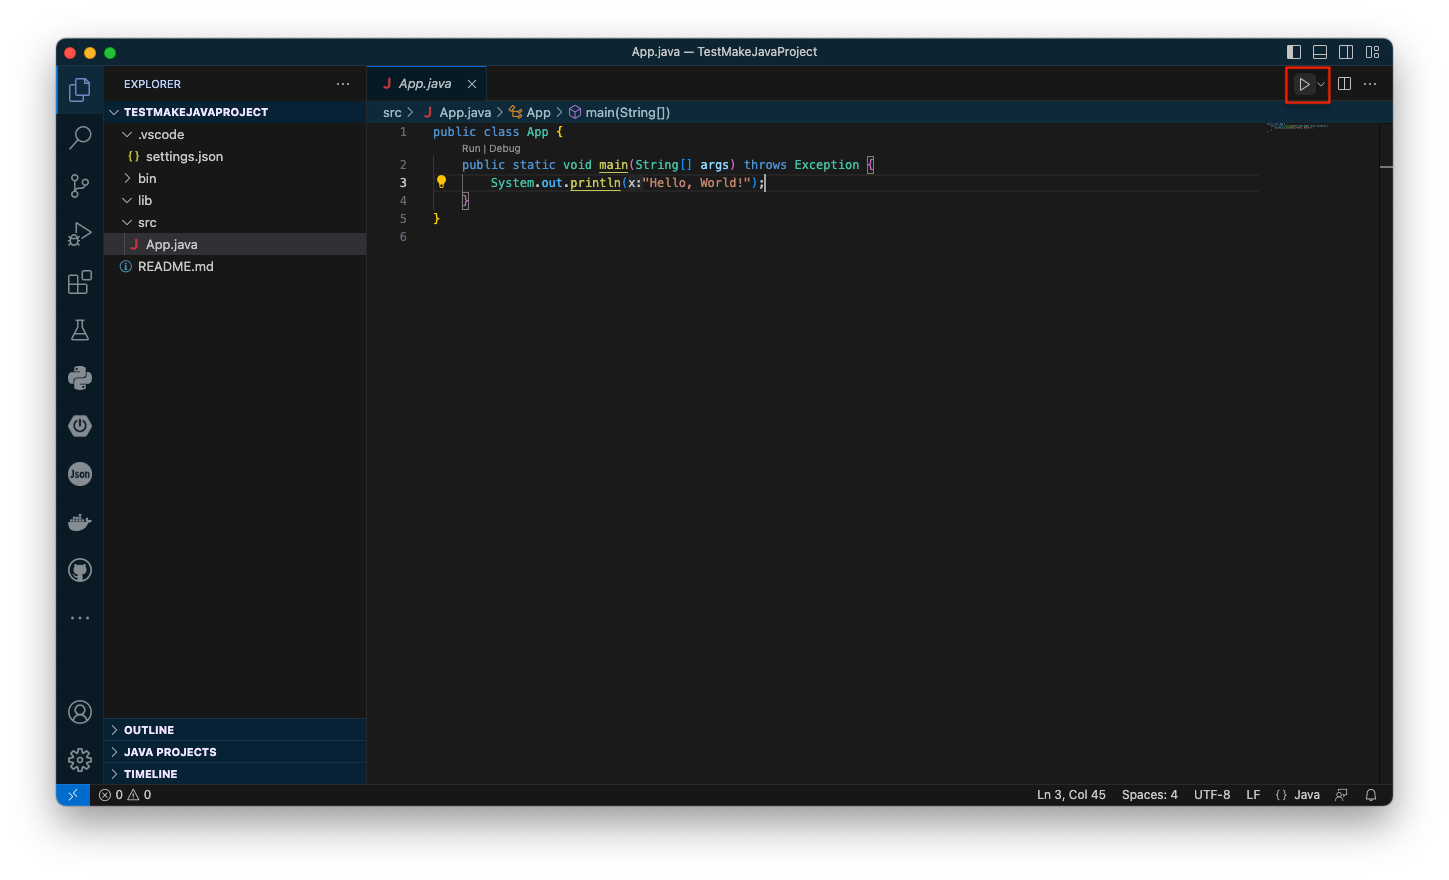 App.java — TestMakeJavaProject
EXPLORER
TESTMAKEJAVAPROJECT
.vscode
{} settings.json
bin
lib
src
J App.java
README.md
OUTLINE
JAVA PROJECTS
TIMELINE
Json
J App.java
src > J App.java > App > main(String[])
1 public class App {
Run | Debug
2 public static void main(String[] args) throws Exception {
3 System.out.println(x:"Hello, World!");
4 }
5 }
6
0 0
Ln 3, Col 45 Spaces: 4 UTF-8 LF {} Java